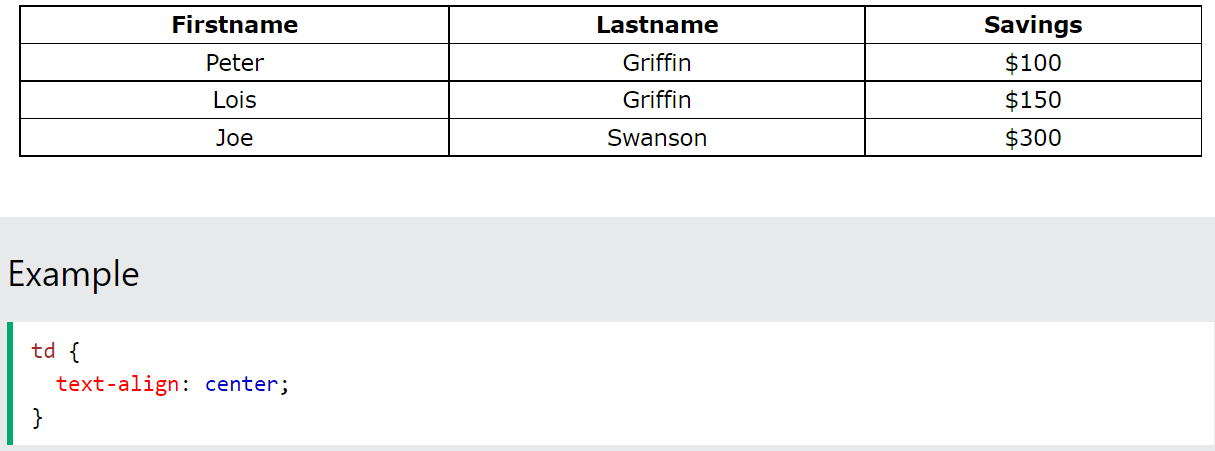 Firstname Lastname Savings
Peter Griffin $100
Lois Griffin $150
Joe Swanson $300
Example
td {
  text-align: center;
}